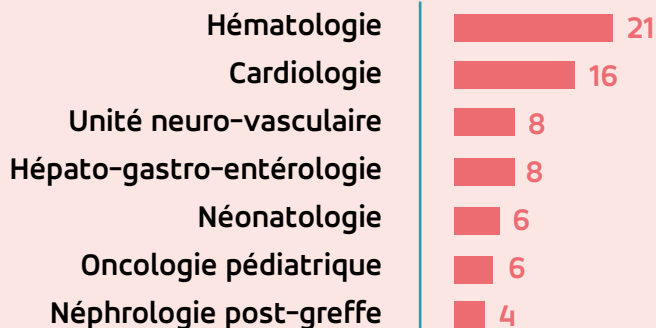 Hématologie 21
Cardiologie 16
Unité neuro-vasculaire 8
Hépato-gastro-entérologie 8
Néonatologie 6
Oncologie pédiatrique 6
Néphrologie post-greffe 4